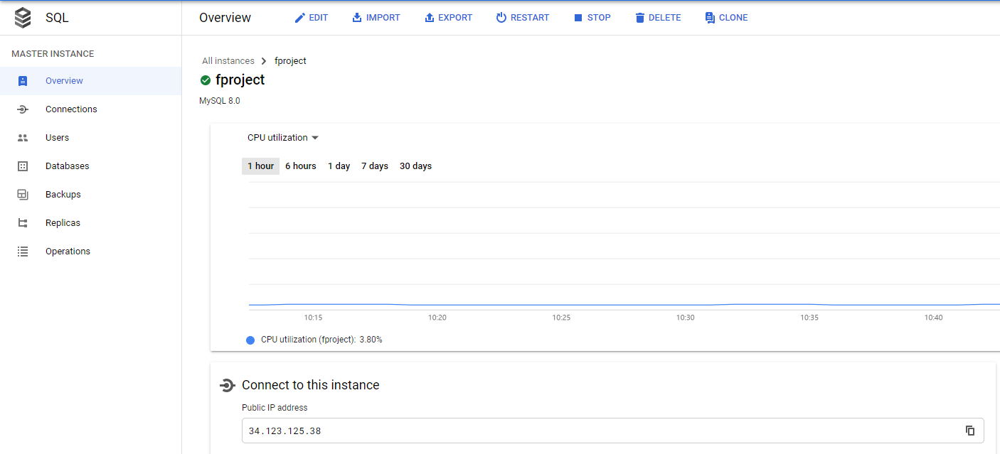 SQL
Overview
EDIT
IMPORT
EXPORT
RESTART
STOP
DELETE
CLONE
MASTER INSTANCE
Overview
Connections
Users
Databases
Backups
Replicas
Operations
All instances
fproject
fproject
MySQL 8.0
CPU utilization
1 hour 6 hours 1 day 7 days 30 days
10:15 10:20 10:25 10:30 10:35 10:40
CPU utilization (fproject): 3.80%
Connect to this instance
Public IP address
34.123.125.38